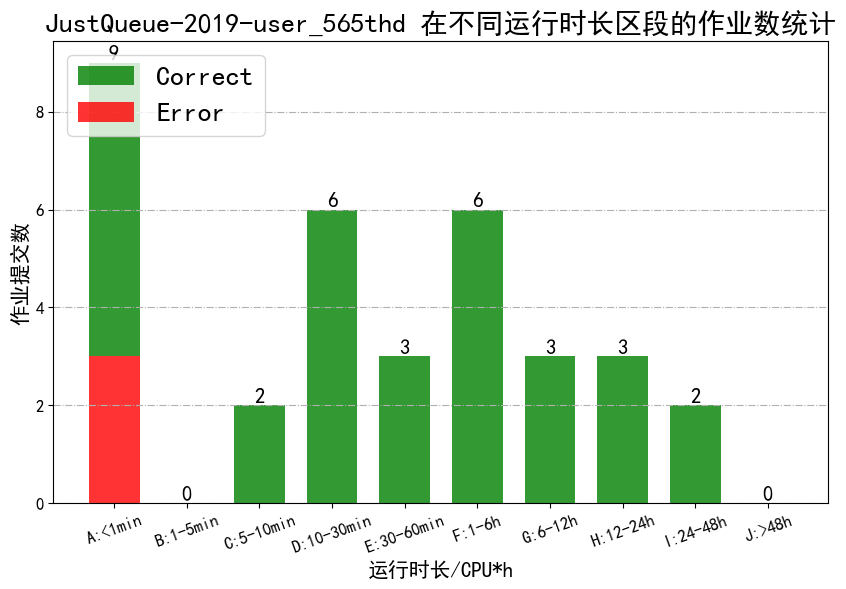 JustQueue-2019-user_565thd 在不同运行时长区段的作业数统计
9
Correct
Error
8
6
4
2
0
作业提交数
0
2
6
3
6
3
3
2
0
A:<1min
B:1-5min
C:5-10min
D:10-30min
E:30-60min
F:1-6h
G:6-12h
H:12-24h
I:24-48h
J:>48h
运行时长/CPU*h